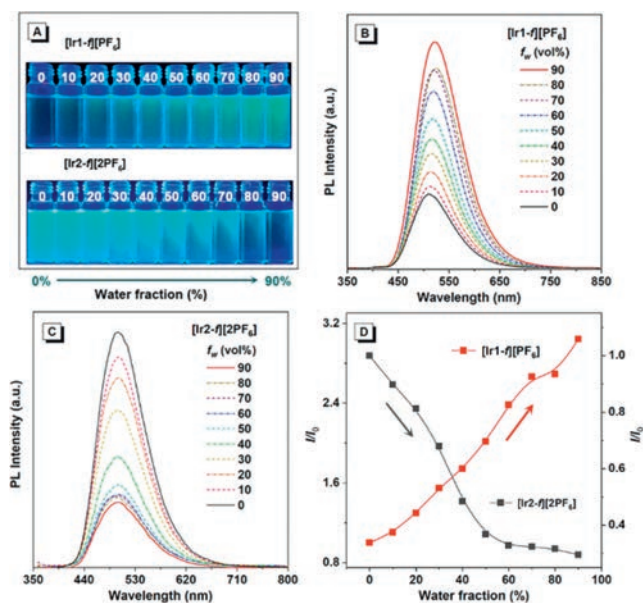 A
[Ir1-f][PF6]
0 10 20 30 40 50 60 70 80 90
[Ir2-f][2PF6]
0 10 20 30 40 50 60 70 80 90
0% 90%
Water fraction (%)
B
[Ir1-f][PF6]
fw (vol%)
90
80
70
60
50
40
30
20
10
0
PL Intensity (a.u.)
350 450 550 650 750 850
Wavelength (nm)
C
[Ir2-f][2PF6]
fw (vol%)
90
80
70
60
50
40
30
20
10
0
PL Intensity (a.u.)
350 440 530 620 710 800
Wavelength (nm)
D
[Ir1-f][PF6]
[Ir2-f][2PF6]
I/I0
3.2
2.4
1.6
0.8
1.0
0.8
0.6
0.4
I/I0
0 20 40 60 80 100
Water fraction (%)